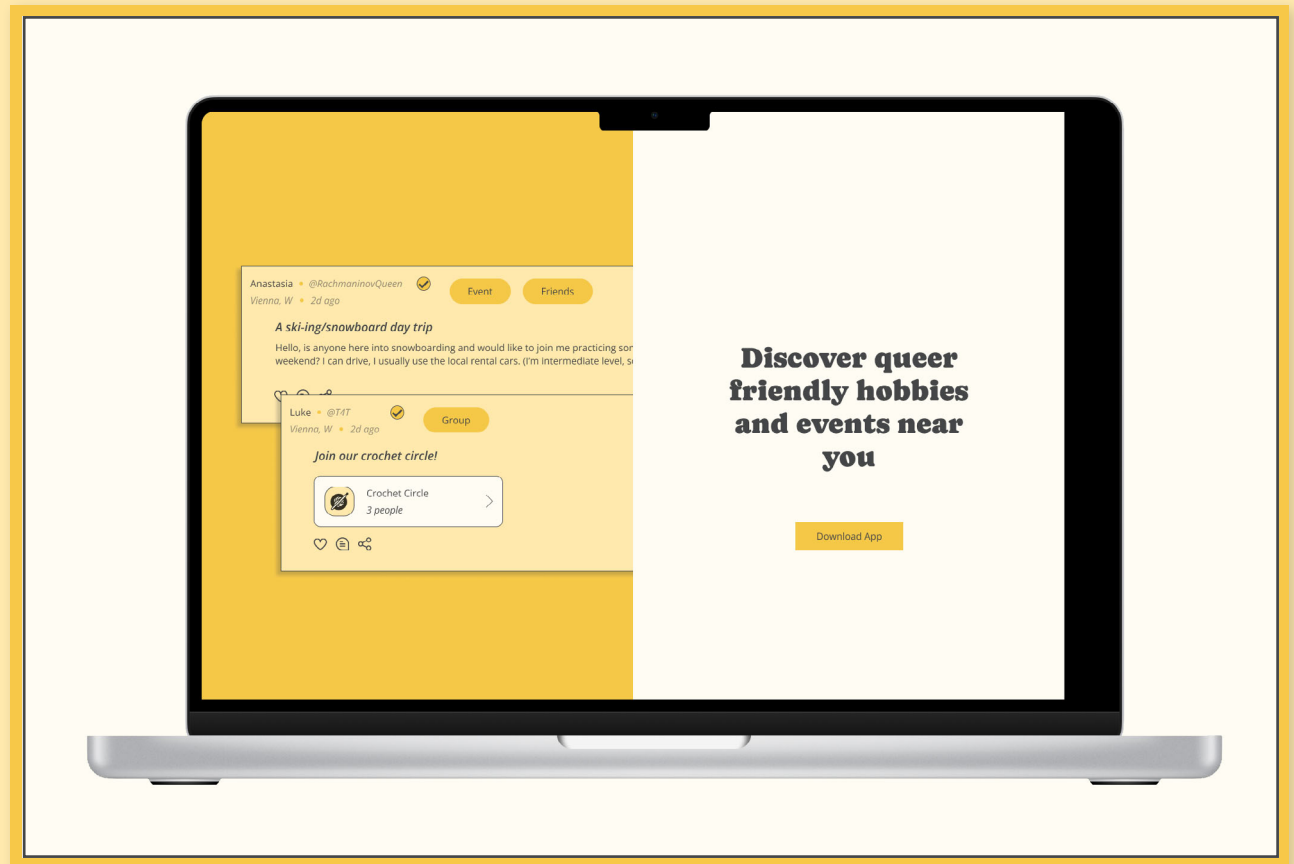 Anastasia • @RachmaninovQueen
Event
Friends
Vienna, W • 2d ago
A ski-ing/snowboard day trip
Hello, is anyone here into snowboarding and would like to join me practicing
weekend? I can drive, I usually use the local rental cars. (I'm intermediate level,
Luke • @T4T
Group
Vienna, W • 2d ago
Join our crochet circle!
Crochet Circle
3 people
Discover queer
friendly hobbies
and events near
you
Download App